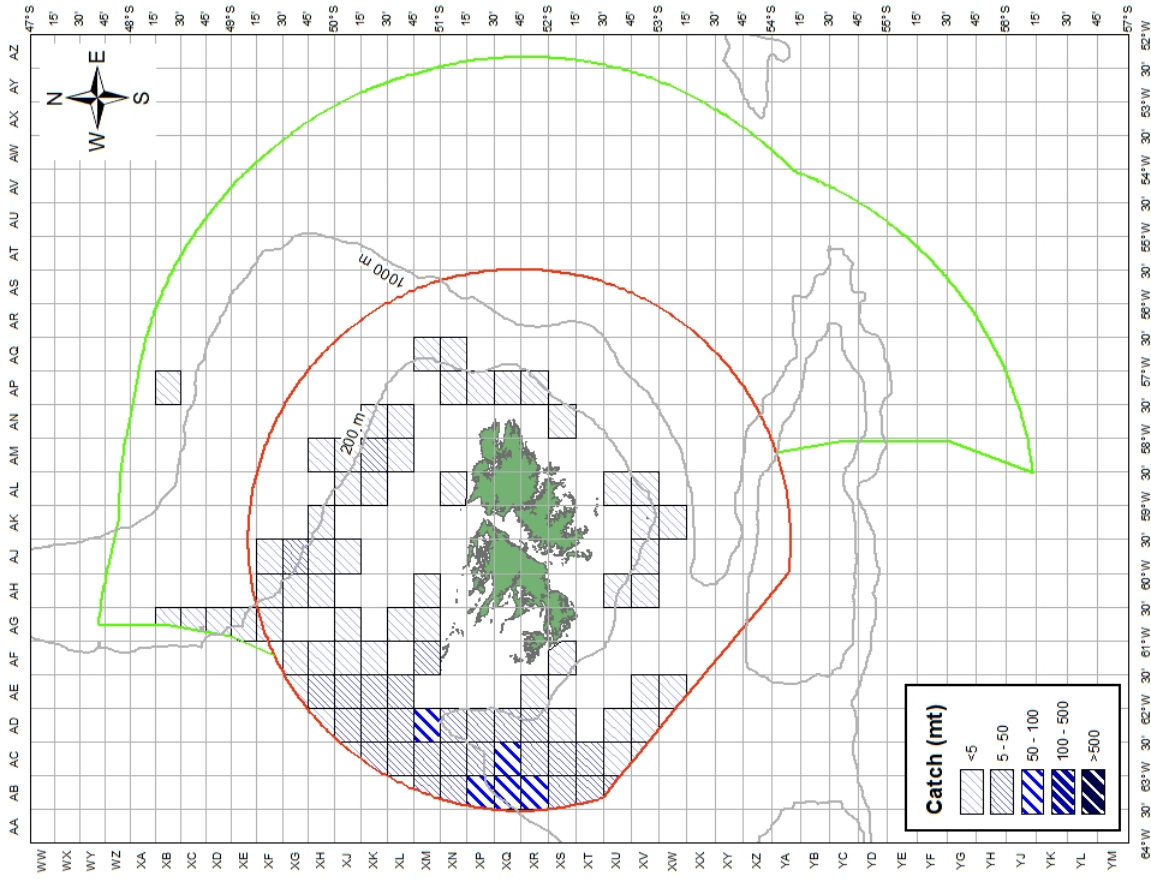 AA AB AC AD AE AF AG AH AJ AK AL AM AN AP AQ AR AS AT AU AV AW AX AY AZ
WW
WX
WY
WZ
XA
XB
XC
XD
XE
XF
XG
XH
XJ
XK
XL
XM
XN
XP
XQ
XR
XS
XT
XU
XV
XW
XX
XY
XZ
YA
YB
YC
YD
YE
YF
YG
YH
YJ
YK
YL
YM
N
W
E
S
200 m
1000 m
Catch (mt)
<5
5 - 50
50 - 100
100 - 500
>500
47°S
15'
30'
45'
48°S
15'
30'
45'
49°S
15'
30'
45'
50°S
15'
30'
45'
51°S
15'
30'
45'
52°S
15'
30'
45'
53°S
15'
30'
45'
54°S
15'
30'
45'
55°S
15'
30'
45'
56°S
15'
30'
45'
57°S
64°W 30' 63°W 30' 62°W 30' 61°W 30' 60°W 30' 59°W 30' 58°W 30' 57°W 30' 56°W 30' 55°W 30' 54°W 30' 53°W 30' 52°W